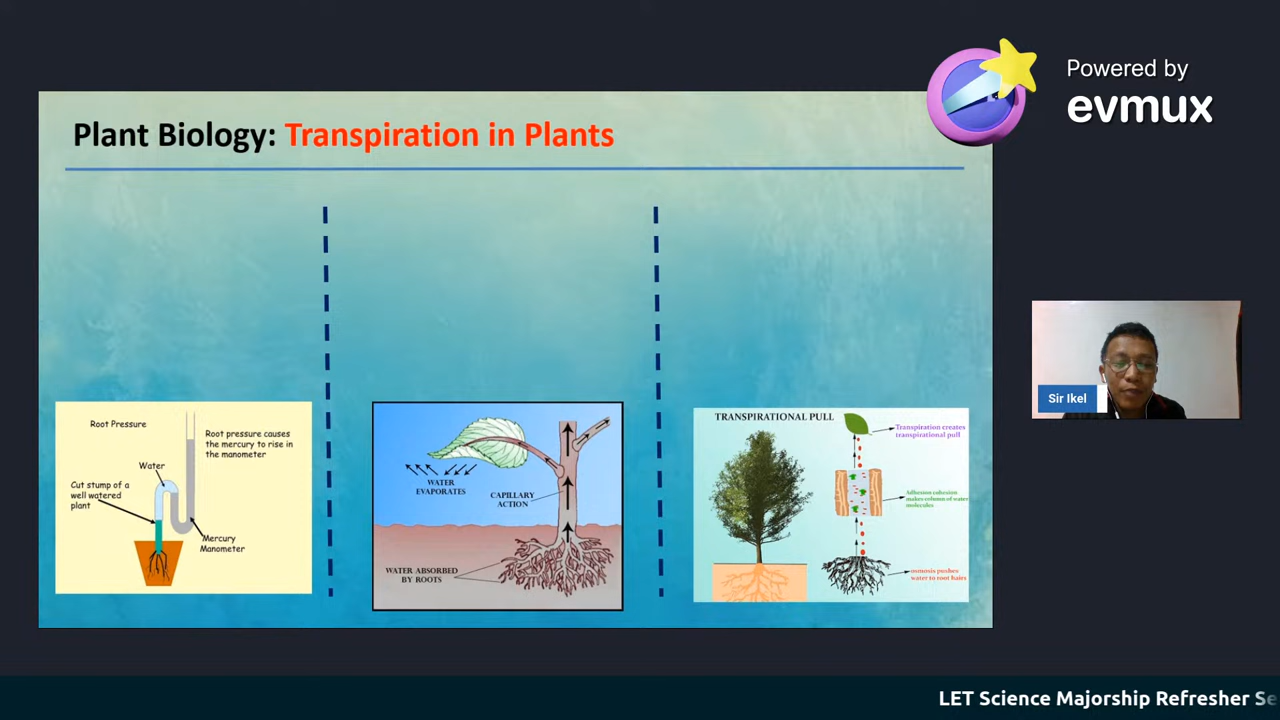 Powered by
evmux
Plant Biology: Transpiration in Plants
Root Pressure
Root pressure causes
the mercury to rise in
the manometer
Water
Cut stump of a
well watered
plant
Mercury
Manometer
WATER
EVAPORATES
CAPILLARY
ACTION
WATER ABSORBED
BY ROOTS
TRANSPIRATIONAL PULL
Transpiration creates
transpirational pull
Adhesion cohesion
makes column of water
molecules
osmosis pushes
water to root hairs
Sir Ikel
LET Science Majorship Refresher Se